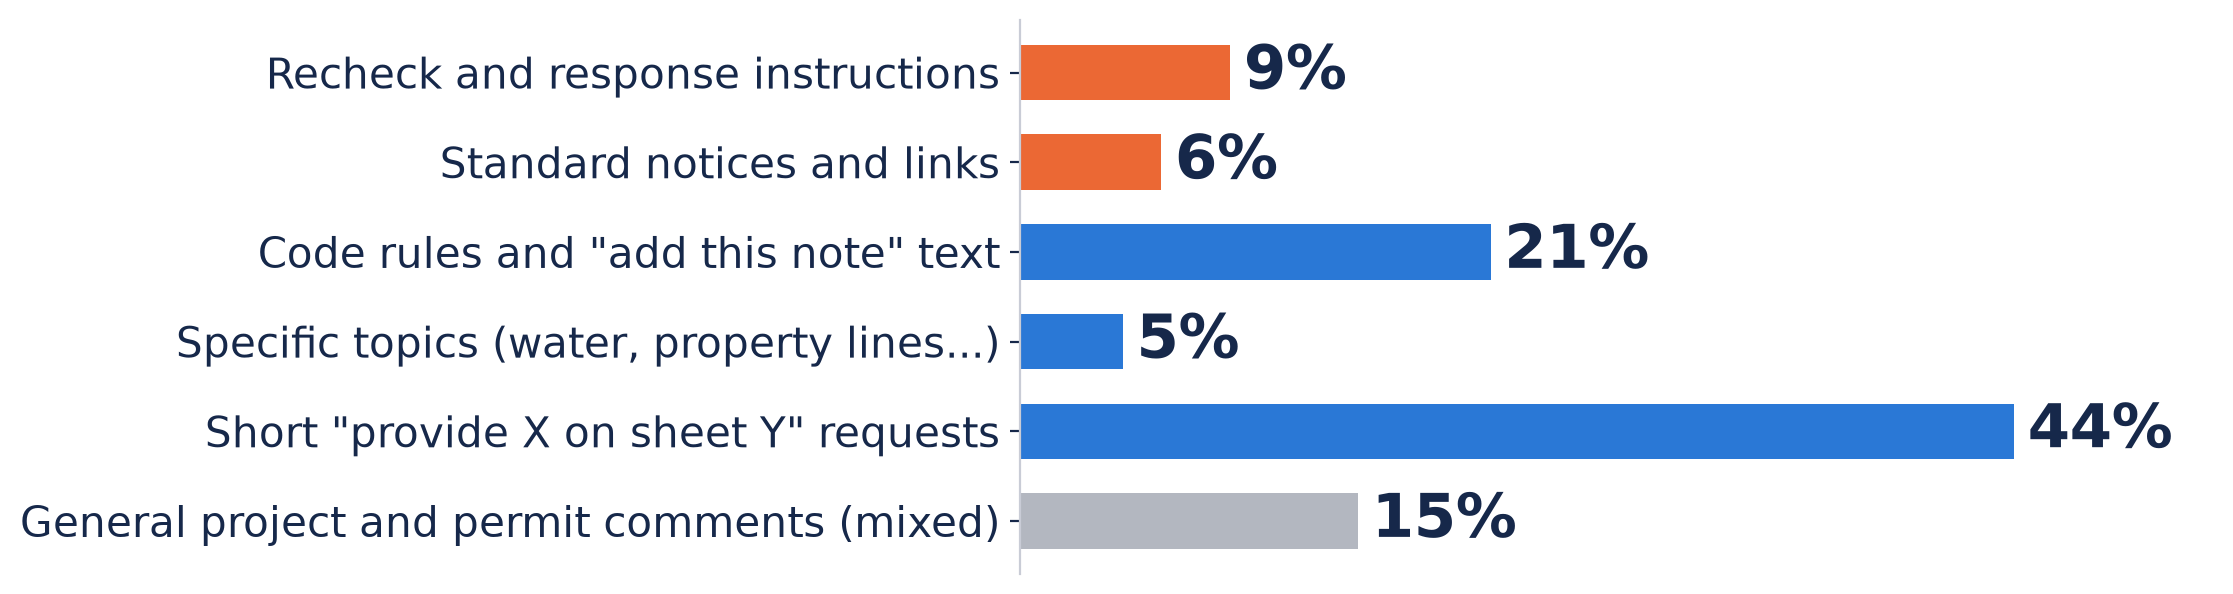 Recheck and response instructions 9%
Standard notices and links 6%
Code rules and "add this note" text 21%
Specific topics (water, property lines...) 5%
Short "provide X on sheet Y" requests 44%
General project and permit comments (mixed) 15%